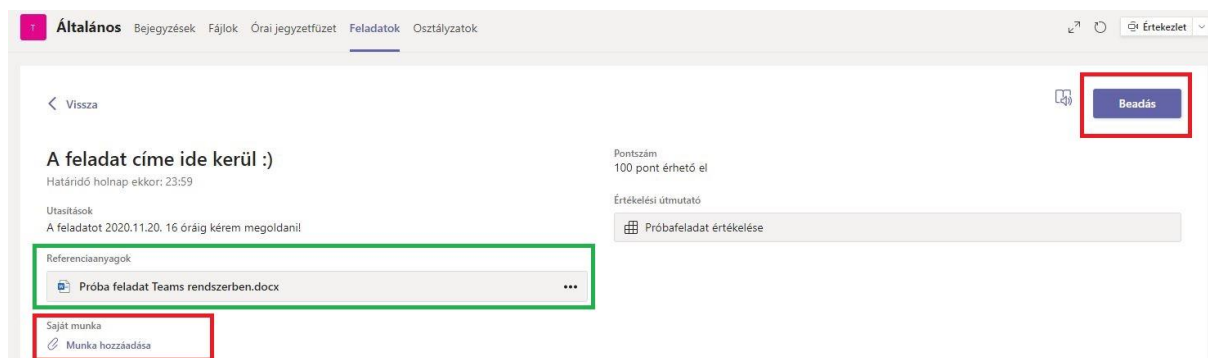 T Általános Bejegyzések Fájlok Órai jegyzetfüzet Feladatok Osztályzatok Értekezlet
Vissza
Beadás
A feladat címe ide kerül :)
Határidő holnap ekkor: 23:59
Utasítások
A feladatot 2020.11.20. 16 óráig kérem megoldani!
Referenciaanyagok
Próba feladat Teams rendszerben.docx
Saját munka
Munka hozzáadása
Pontszám
100 pont érhető el
Értékelési útmutató
Próbafeladat értékelése